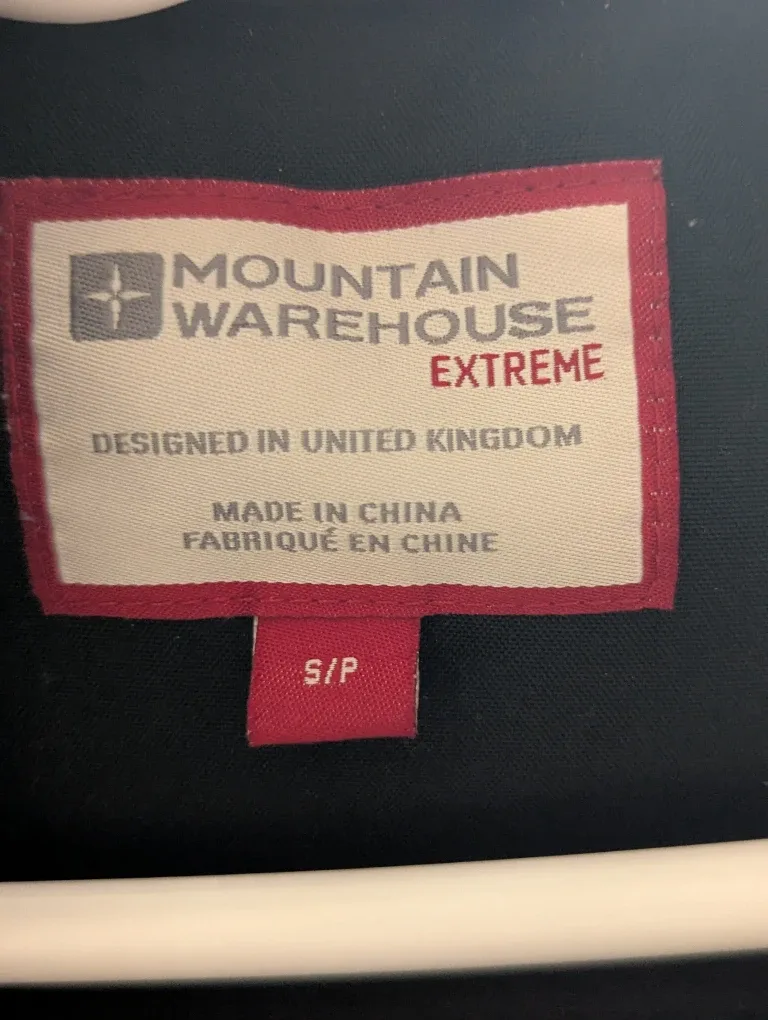 MOUNTAIN
WAREHOUSE
EXTREME
DESIGNED IN UNITED KINGDOM
MADE IN CHINA
FABRIQUÉ EN CHINE
S/P